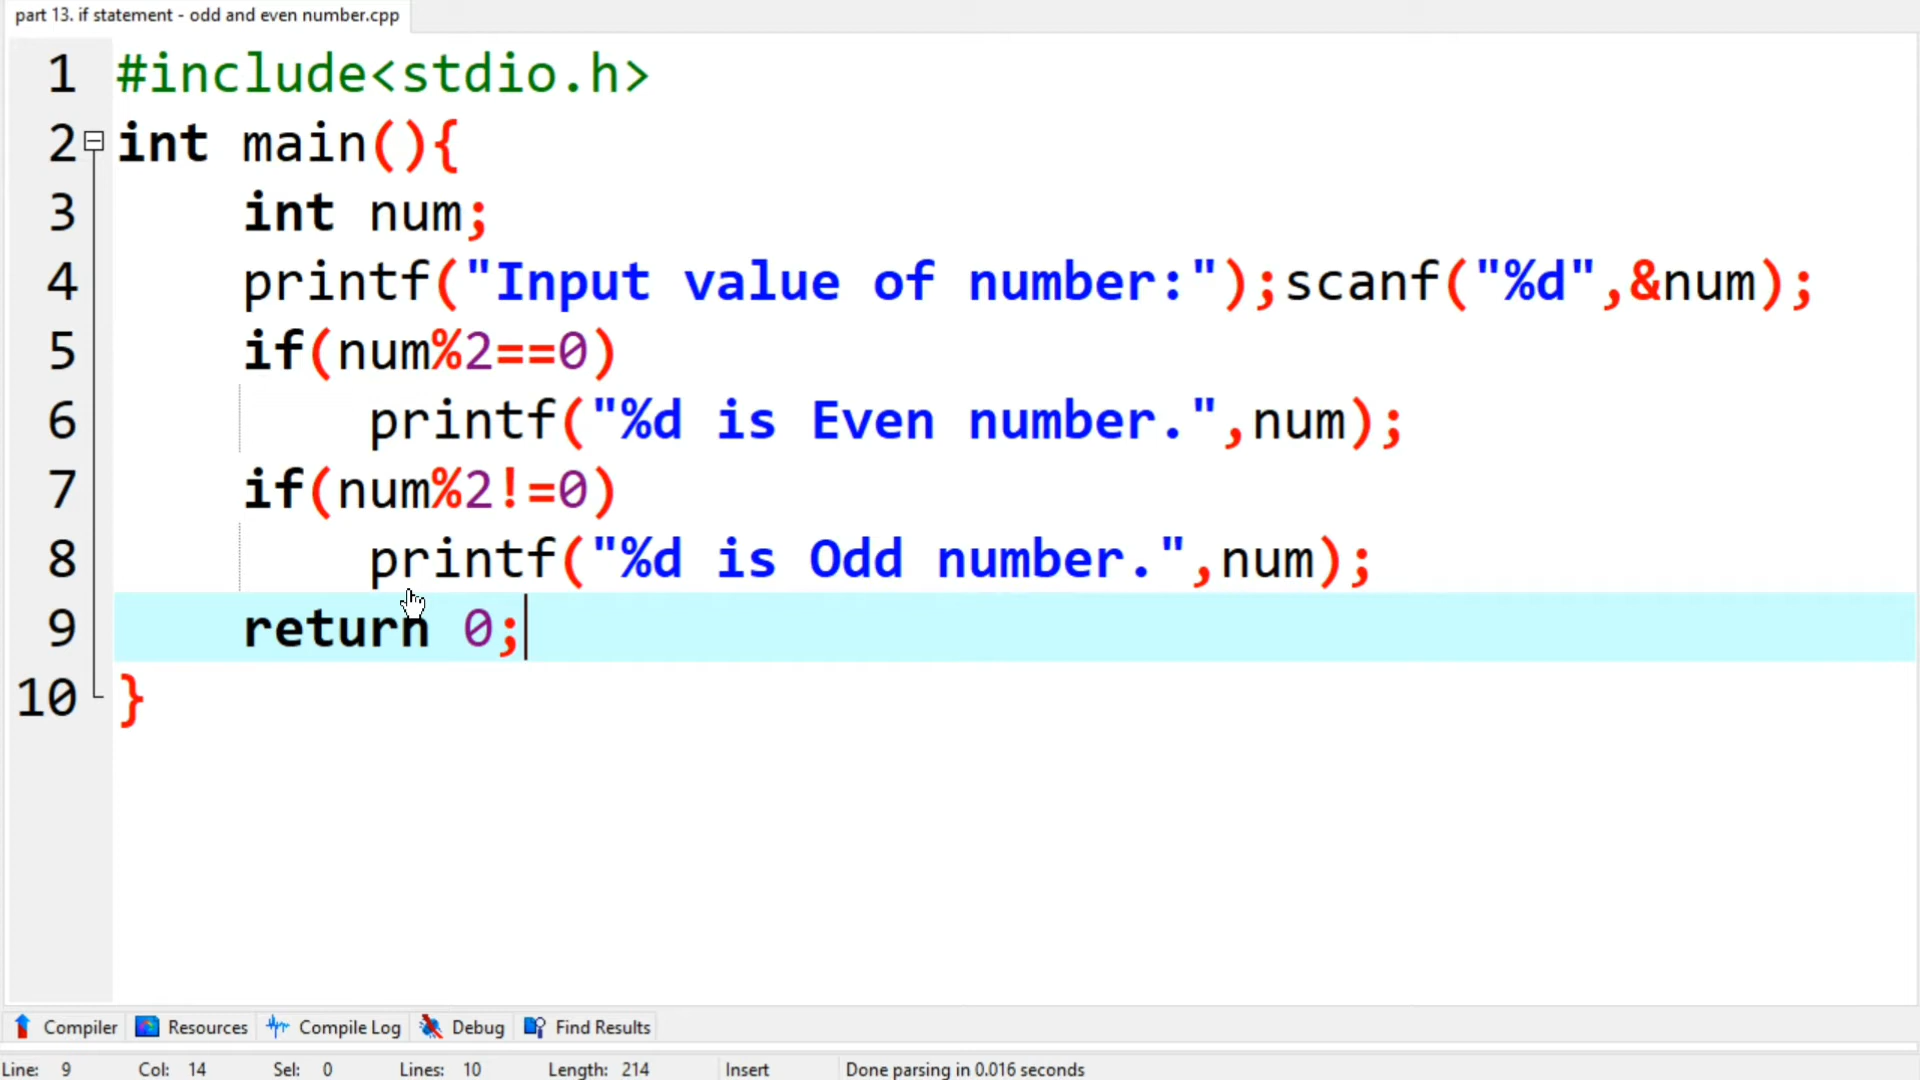 part 13. if statement - odd and even number.cpp
1 #include<stdio.h>
2 int main(){
3 int num;
4 printf("Input value of number:");scanf("%d",&num);
5 if(num%2==0)
6 printf("%d is Even number.",num);
7 if(num%2!=0)
8 printf("%d is Odd number.",num);
9 return 0;
10 }
Compiler Resources Compile Log Debug Find Results
Line: 9 Col: 14 Sel: 0 Lines: 10 Length: 214 Insert Done parsing in 0.016 seconds